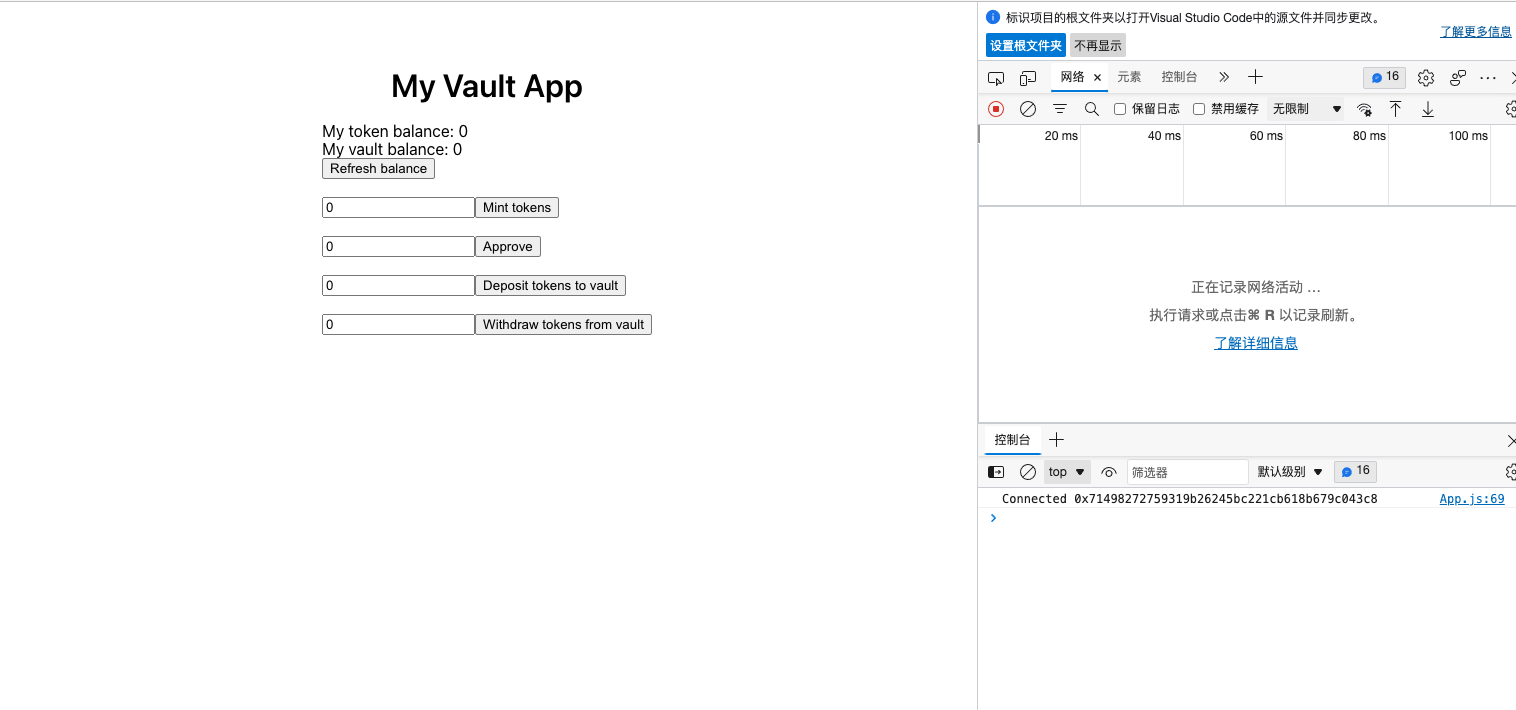 My Vault App
My token balance: 0
My vault balance: 0
Refresh balance
0 Mint tokens
0 Approve
0 Deposit tokens to vault
0 Withdraw tokens from vault
标识项目的根文件夹以打开Visual Studio Code中的源文件并同步更改。
了解更多信息
设置根文件夹 不再显示
网络 元素 控制台 16
保留日志 禁用缓存 无限制
20 ms 40 ms 60 ms 80 ms 100 ms
正在记录网络活动 …
执行请求或点击⌘ R 以记录刷新。
了解详细信息
控制台
top 筛选器 默认级别 16
Connected 0x71498272759319b26245bc221cb618b679c043c8 App.js:69